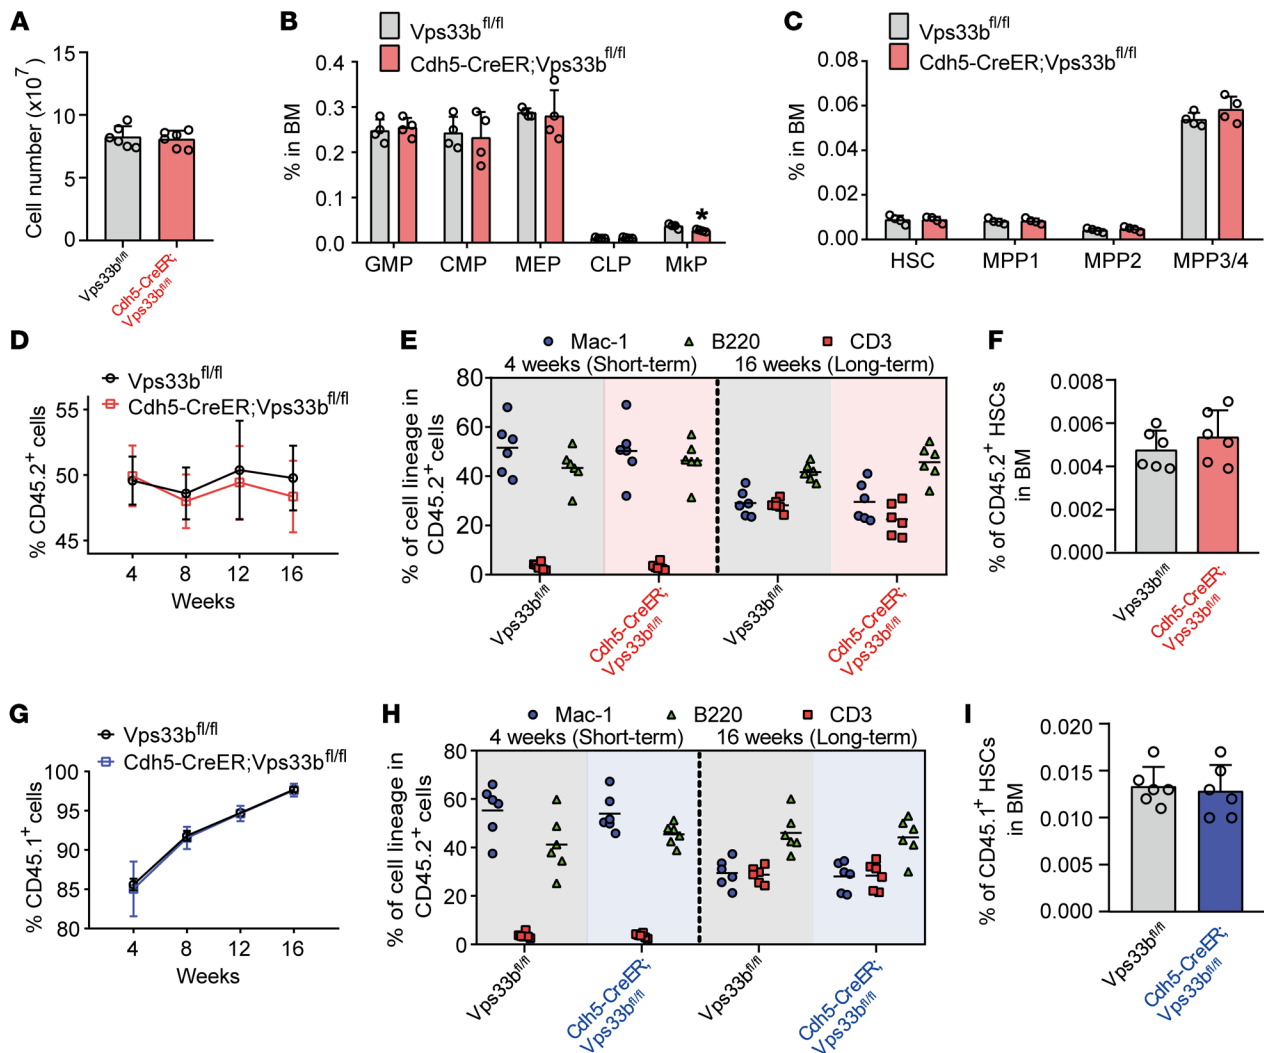 A
Cell number (x10⁷)
15
10
5
0
Vps33b^fl/fl
Cdh5-CreER;
Vps33b^fl/fl
B
Vps33b^fl/fl
Cdh5-CreER;Vps33b^fl/fl
% in BM
0.4
0.3
0.2
0.1
0.0
*
GMP CMP MEP CLP MkP
C
Vps33b^fl/fl
Cdh5-CreER;Vps33b^fl/fl
% in BM
0.08
0.06
0.04
0.02
0.00
HSC MPP1 MPP2 MPP3/4
D
Vps33b^fl/fl
Cdh5-CreER;Vps33b^fl/fl
% CD45.2⁺ cells
55
50
45
4 8 12 16
Weeks
E
Mac-1 B220 CD3
4 weeks (Short-term) 16 weeks (Long-term)
% of cell lineage in
CD45.2⁺cells
80
60
40
20
0
Vps33b^fl/fl
Cdh5-CreER;
Vps33b^fl/fl
Vps33b^fl/fl
Cdh5-CreER;
Vps33b^fl/fl
F
% of CD45.2⁺ HSCs
in BM
0.008
0.006
0.004
0.002
0.000
Vps33b^fl/fl
Cdh5-CreER;
Vps33b^fl/fl
G
Vps33b^fl/fl
Cdh5-CreER;Vps33b^fl/fl
% CD45.1⁺ cells
100
95
90
85
80
4 8 12 16
Weeks
H
Mac-1 B220 CD3
4 weeks (Short-term) 16 weeks (Long-term)
% of cell lineage in
CD45.2⁺ cells
80
60
40
20
0
Vps33b^fl/fl
Cdh5-CreER;
Vps33b^fl/fl
Vps33b^fl/fl
Cdh5-CreER;
Vps33b^fl/fl
I
% of CD45.1⁺ HSCs
in BM
0.020
0.015
0.010
0.005
0.000
Vps33b^fl/fl
Cdh5-CreER;
Vps33b^fl/fl